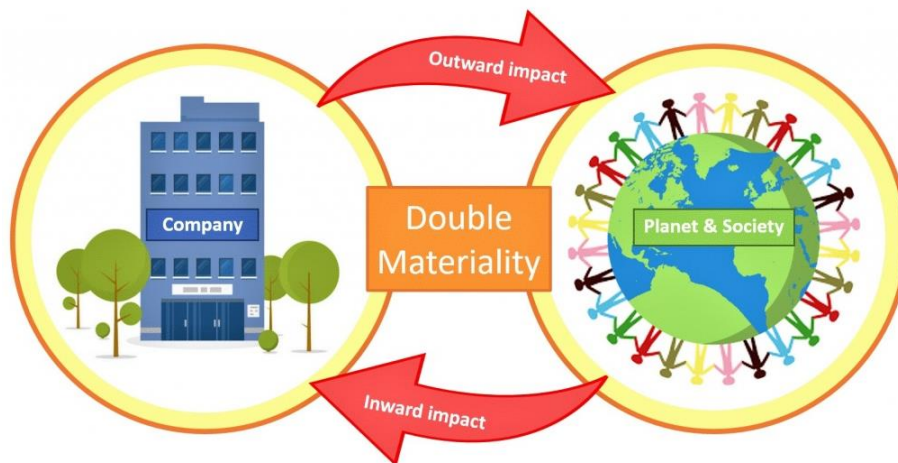 Outward impact
Company
Double
Materiality
Planet & Society
Inward impact